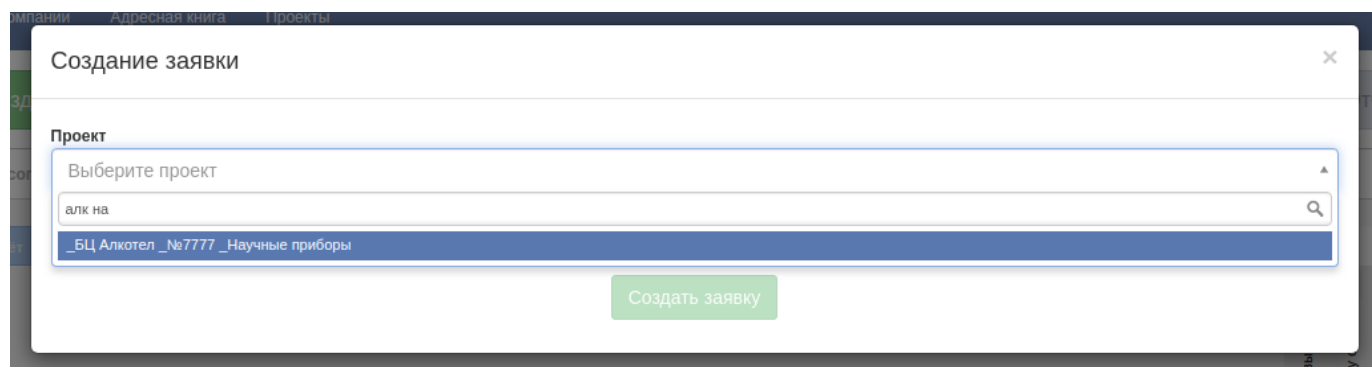 Адресная книга Проекты
Создание заявки
×
Проект
Выберите проект
алк на
_БЦ Алкотел _№7777 _Научные приборы
Создать заявку